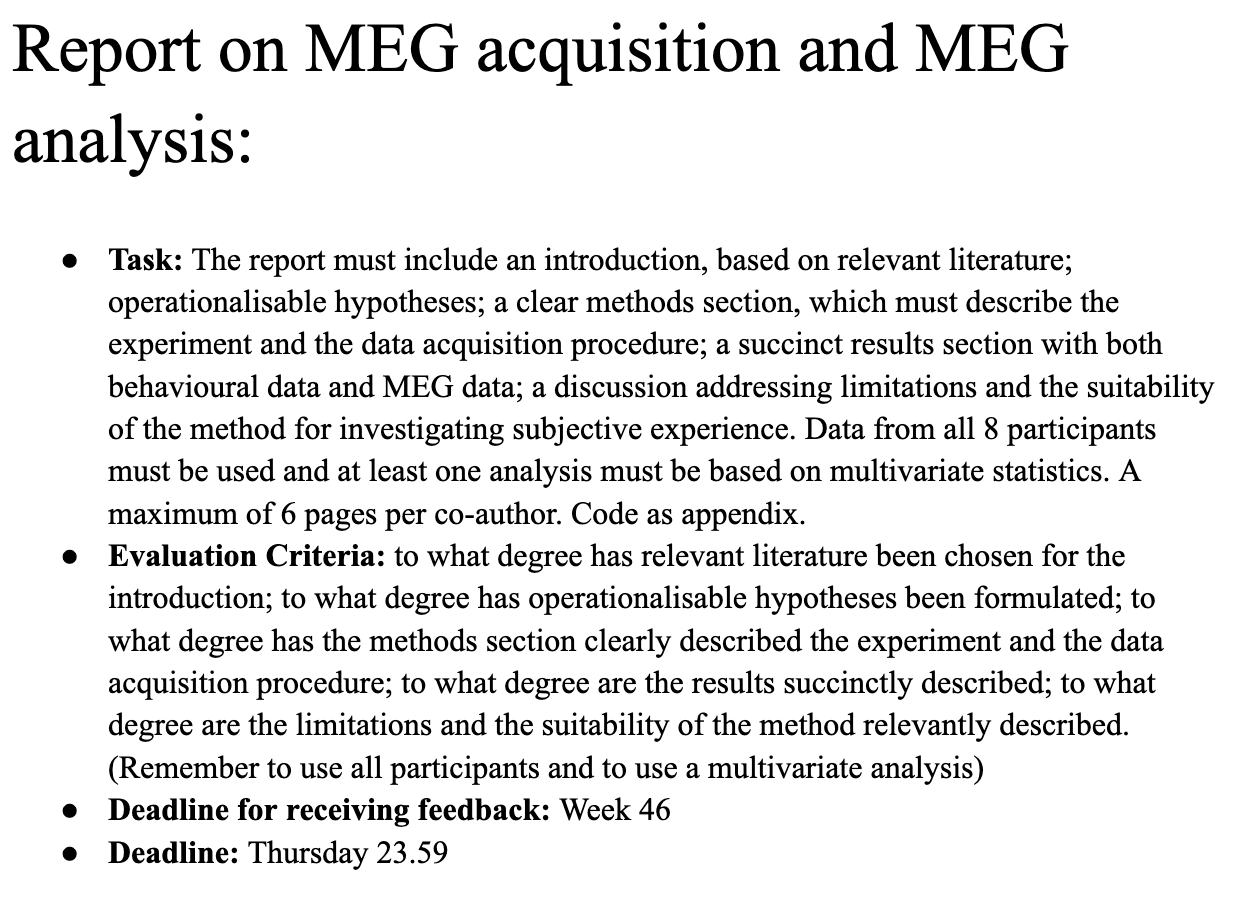 Report on MEG acquisition and MEG
analysis:
● Task: The report must include an introduction, based on relevant literature;
operationalisable hypotheses; a clear methods section, which must describe the
experiment and the data acquisition procedure; a succinct results section with both
behavioural data and MEG data; a discussion addressing limitations and the suitability
of the method for investigating subjective experience. Data from all 8 participants
must be used and at least one analysis must be based on multivariate statistics. A
maximum of 6 pages per co-author. Code as appendix.
● Evaluation Criteria: to what degree has relevant literature been chosen for the
introduction; to what degree has operationalisable hypotheses been formulated; to
what degree has the methods section clearly described the experiment and the data
acquisition procedure; to what degree are the results succinctly described; to what
degree are the limitations and the suitability of the method relevantly described.
(Remember to use all participants and to use a multivariate analysis)
● Deadline for receiving feedback: Week 46
● Deadline: Thursday 23.59